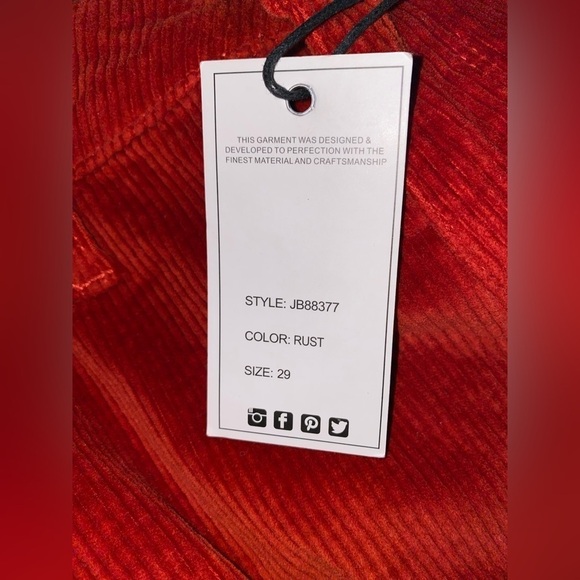 THIS GARMENT WAS DESIGNED &
DEVELOPED TO PERFECTION WITH THE
FINEST MATERIAL AND CRAFTSMANSHIP
STYLE: JB88377
COLOR: RUST
SIZE: 29